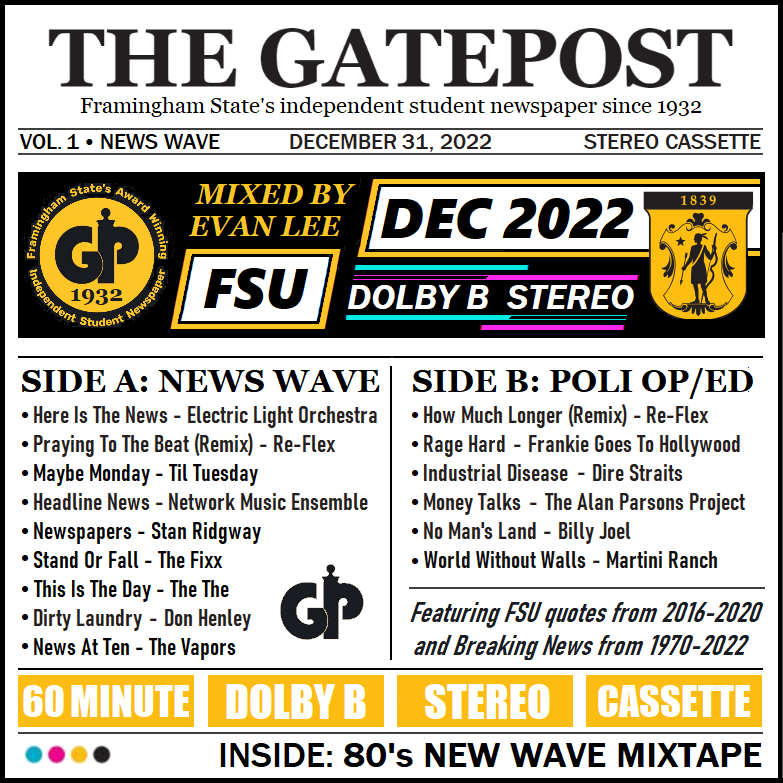 THE GATEPOST
Framingham State's independent student newspaper since 1932
VOL. 1 • NEWS WAVE DECEMBER 31, 2022 STEREO CASSETTE
Framingham State's Award Winning
GP
1932
Independent Student Newspaper
MIXED BY
EVAN LEE
FSU
DEC 2022
DOLBY B STEREO
1839
SIDE A: NEWS WAVE
• Here Is The News - Electric Light Orchestra
• Praying To The Beat (Remix) - Re-Flex
• Maybe Monday - Til Tuesday
• Headline News - Network Music Ensemble
• Newspapers - Stan Ridgway
• Stand Or Fall - The Fixx
• This Is The Day - The The
• Dirty Laundry - Don Henley
• News At Ten - The Vapors
GP
SIDE B: POLI OP/ED
• How Much Longer (Remix) - Re-Flex
• Rage Hard - Frankie Goes To Hollywood
• Industrial Disease - Dire Straits
• Money Talks - The Alan Parsons Project
• No Man's Land - Billy Joel
• World Without Walls - Martini Ranch
Featuring FSU quotes from 2016-2020
and Breaking News from 1970-2022
60 MINUTE DOLBY B STEREO CASSETTE
INSIDE: 80's NEW WAVE MIXTAPE